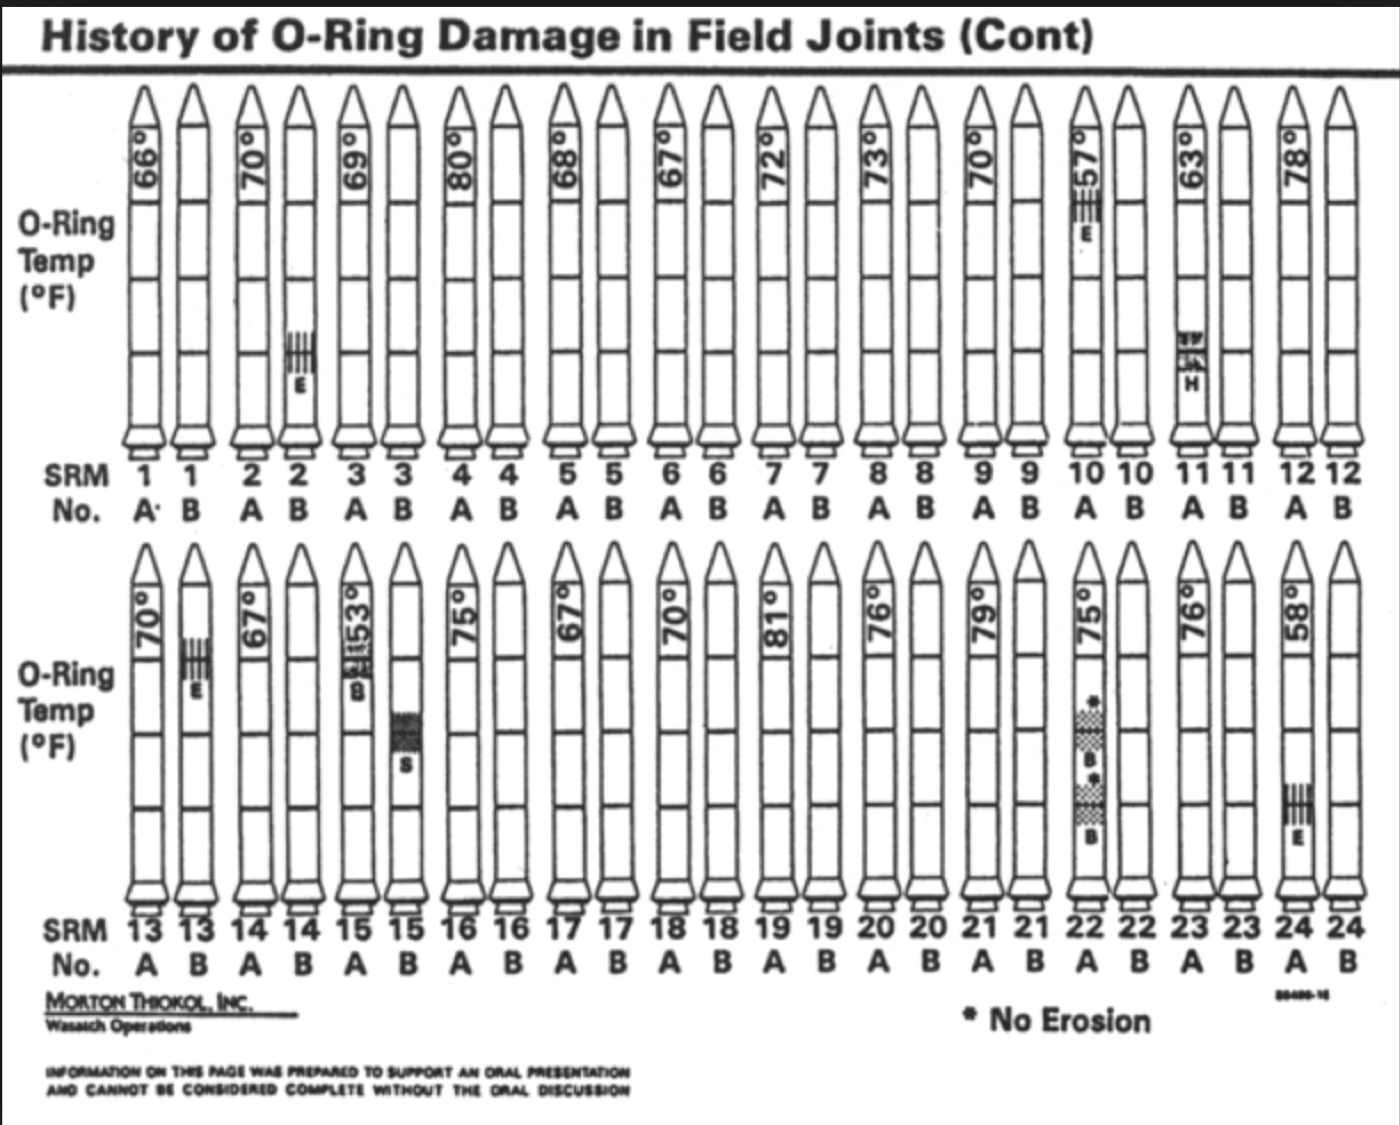 History of O-Ring Damage in Field Joints (Cont)
66° 70° 69° 80° 68° 67° 72° 73° 70° 57° 63° 78°
O-Ring
Temp
(°F)
E
E
H
SRM 1 1 2 2 3 3 4 4 5 5 6 6 7 7 8 8 9 9 10 10 11 11 12 12
No. A B A B A B A B A B A B A B A B A B A B A B A B
70° 67° 53° 75° 67° 70° 81° 76° 79° 75° 76° 58°
O-Ring
Temp
(°F)
E
B
*
S
B
*
B
E
SRM 13 13 14 14 15 15 16 16 17 17 18 18 19 19 20 20 21 21 22 22 23 23 24 24
No. A B A B A B A B A B A B A B A B A B A B A B A B
MORTON THIOKOL, INC.
Wasatch Operations
* No Erosion
INFORMATION ON THIS PAGE WAS PREPARED TO SUPPORT AN ORAL PRESENTATION
AND CANNOT BE CONSIDERED COMPLETE WITHOUT THE ORAL DISCUSSION